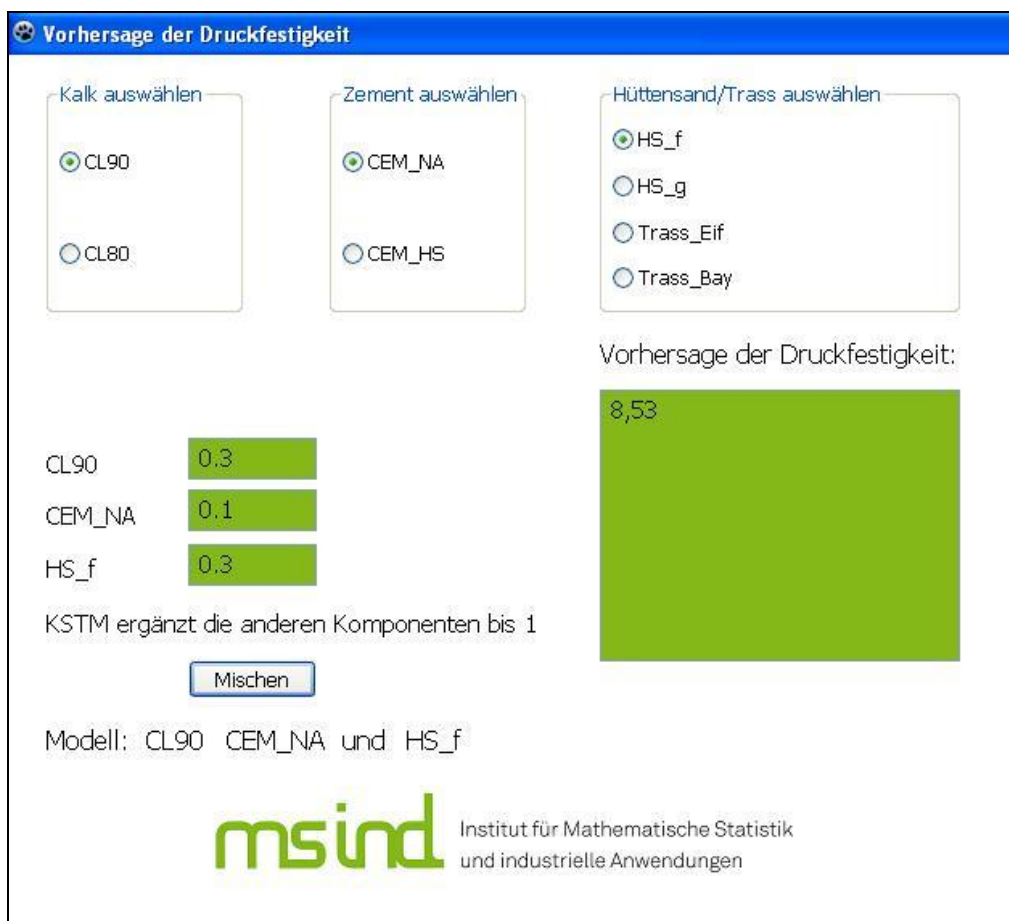 Vorhersage der Druckfestigkeit
Kalk auswählen
CL90
CL80
Zement auswählen
CEM_NA
CEM_HS
Hüttensand/Trass auswählen
HS_f
HS_g
Trass_Eif
Trass_Bay
Vorhersage der Druckfestigkeit:
8,53
CL90 0.3
CEM_NA 0.1
HS_f 0.3
KSTM ergänzt die anderen Komponenten bis 1
Mischen
Modell: CL90 CEM_NA und HS_f
msind
Institut für Mathematische Statistik
und industrielle Anwendungen